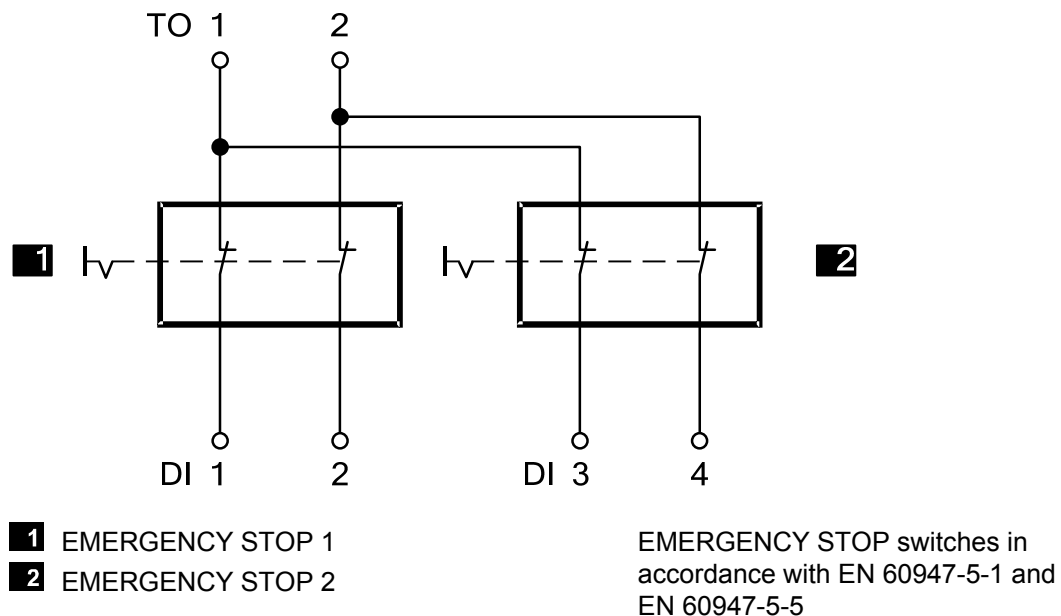 TO 1 2
1 2
DI 1 2 DI 3 4
1 EMERGENCY STOP 1
2 EMERGENCY STOP 2
EMERGENCY STOP switches in
accordance with EN 60947-5-1 and
EN 60947-5-5